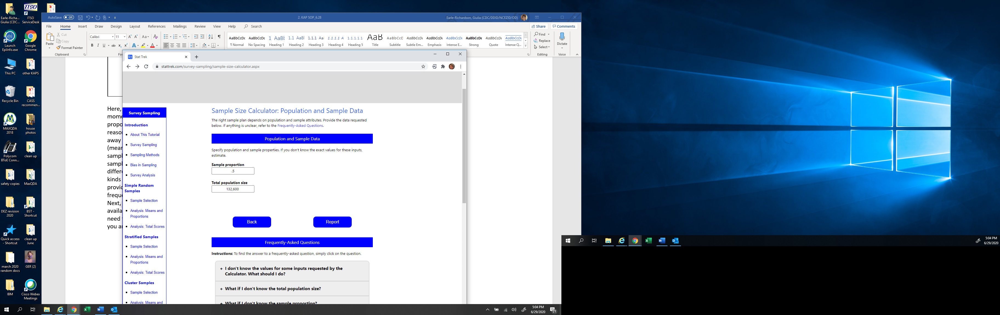 Earle-Richa...
Giulia (CDC...
ITSO
ITSO
ServiceDesk
Launch
EpiInfo.exe
Google
Chrome
This PC
other KAPS
Recycle Bin
CASS
recommen...
MAXQDA
2018
house
photos
Polycom
BToE Conn...
clean up
safety copies
MaxQDA
DEZ revision
2020
BST -
Shortcut
Quick access
- Shortcut
clean up
June
march 2020
random docs
GER (2)
IBM
Cisco Webex
Meetings
AutoSave Off
2. KAP SOP_6.28
Earle-Richardson, Giulia (CDC/DDID/NCEZID/OD)
File Home Insert Draw Design Layout References Mailings Review View Help Search
Share Comments
Paste
Cut
Copy
Format Painter
Clipboard
Calibri 11
Aa
B I U ab x₂ x² A A
Fo
AaBbCcDc AaBbCcDc 1 AaBb 1.1 AaBl 1.1.1 Aa 1.1.1.1 A 1.1.1.1.1 AaB AaBbCcD AaBbCcDc AaBbCcDc AaBbCcDc AaBbCcDc AaBbCcDc AaBbCcDc
¶ Normal No Spacing Heading 1 Heading 2 Heading 3 Heading 4 Heading 5 Title Subtitle Subtle Em... Emphasis Intense E... Strong Quote Intense Q...
Find
Replace
Select
Editing
Dictate
Voice
Here,
mome
propo
reason
away
(mean
sampl
sampl
differe
kinds
provid
freque
Next,
availa
need
you ar
ST Stat Trek
stattrek.com/survey-sampling/sample-size-calculator.aspx
Survey Sampling
Introduction
About This Tutorial
Survey Sampling
Sampling Methods
Bias in Sampling
Survey Analysis
Simple Random
Samples
Sample Selection
Analysis: Means and
Proportions
Analysis: Total Scores
Stratified Samples
Sample Selection
Analysis: Means and
Proportions
Analysis: Total Scores
Cluster Samples
Sample Selection
Analysis: Means and
Sample Size Calculator: Population and Sample Data
The right sample plan depends on population and sample attributes. Provide the data requested
below. If anything is unclear, refer to the Frequently-Asked Questions.
Population and Sample Data
Specify population and sample properties. If you don't know the exact values for these inputs,
estimate.
Sample proportion
.5
Total population size
132,600
Back Report
Frequently-Asked Questions
Instructions: To find the answer to a frequently-asked question, simply click on the question.
+ I don't know the values for some inputs requested by the
Calculator. What should I do?
+ What if I don't know the total population size?
+ What if I don't know the sample proportion?
5:04 PM
6/29/2020
21
5:04 PM
6/29/2020